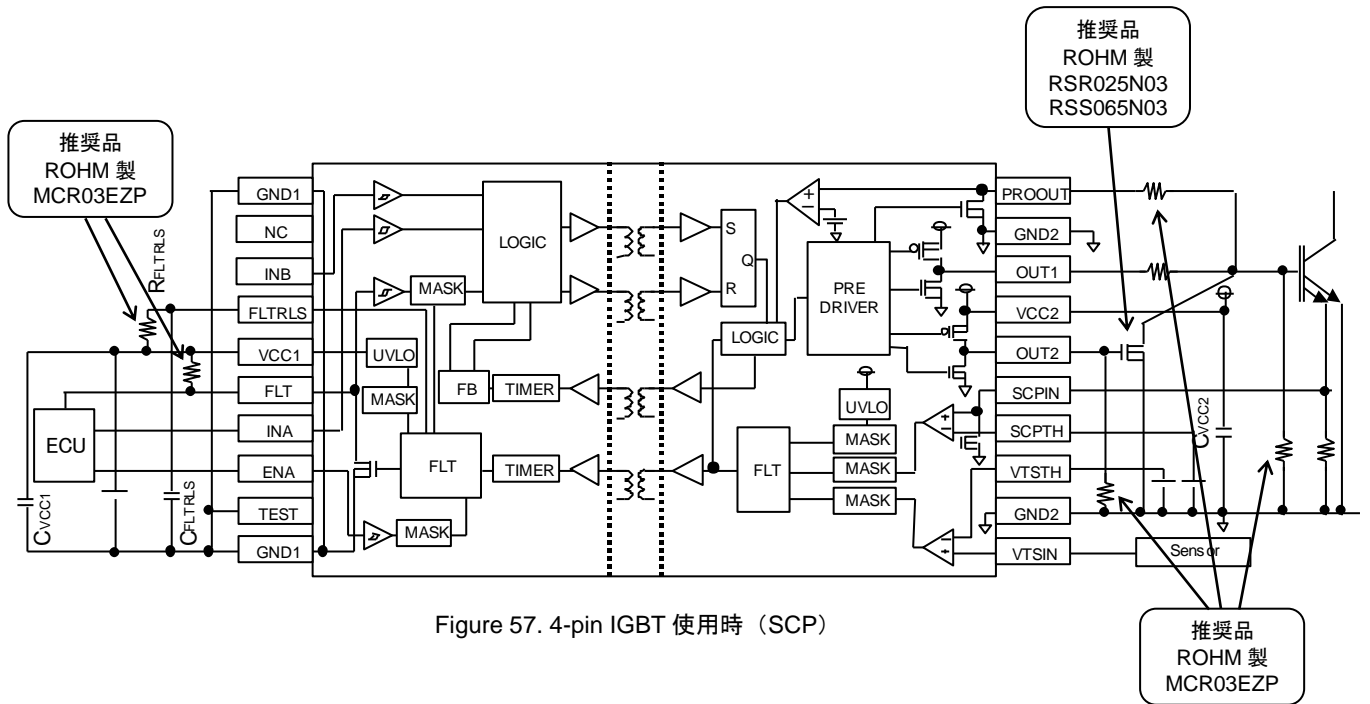 推奨品
ROHM 製
RSR025N03
RSS065N03
推奨品
ROHM 製
MCR03EZP
GND1
NC
INB
FLTRLS
VCC1
FLT
INA
ENA
TEST
GND1
RFLTRLS
ECU
CVCC1
CFLTRLS
LOGIC
MASK
UVLO
MASK
FB
TIMER
FLT
TIMER
MASK
S
Q
R
LOGIC
PRE
DRIVER
UVLO
MASK
FLT
MASK
MASK
+
−
+
−
−
+
PROOUT
GND2
OUT1
VCC2
OUT2
SCPIN
SCPTH
VTSTH
GND2
VTSIN
CVCC2
Sensor
推奨品
ROHM 製
MCR03EZP
Figure 57. 4-pin IGBT 使用時（SCP）